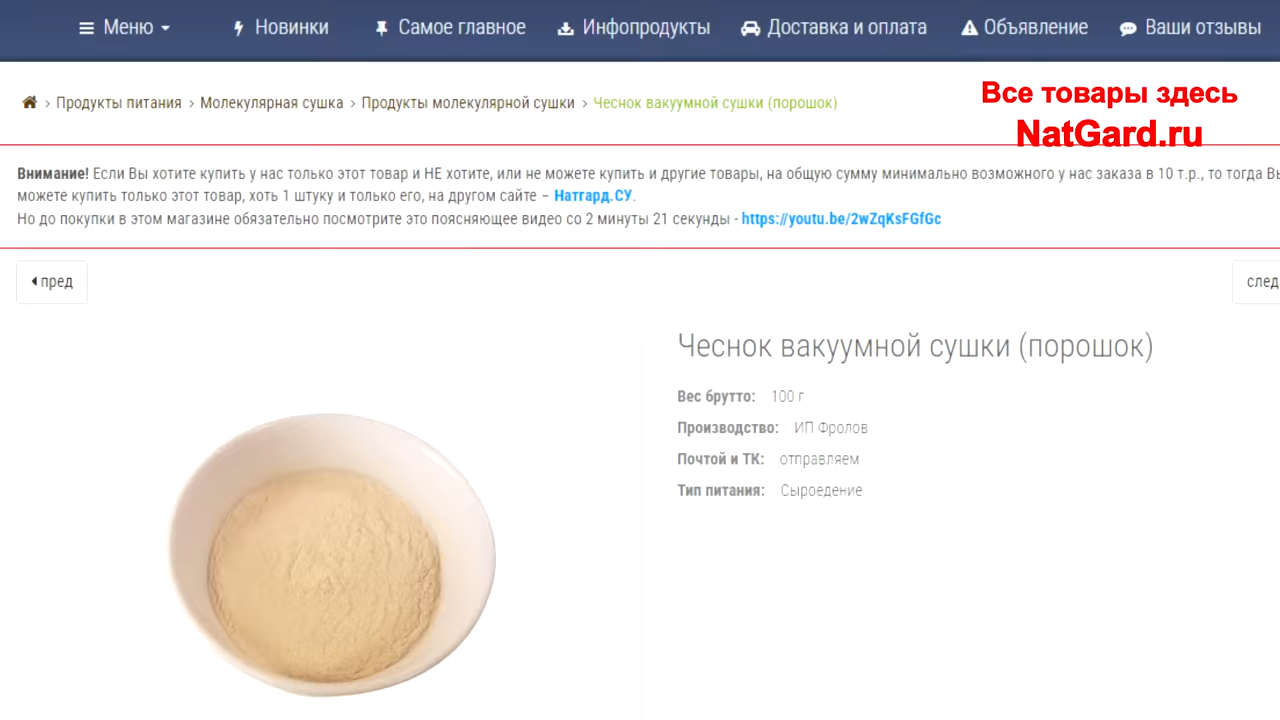 Меню
Новинки
Самое главное
Инфопродукты
Доставка и оплата
Объявление
Ваши отзывы
Продукты питания > Молекулярная сушка > Продукты молекулярной сушки > Чеснок вакуумной сушки (порошок)
Все товары здесь
NatGard.ru
Внимание! Если Вы хотите купить у нас только этот товар и НЕ хотите, или не можете купить и другие товары, на общую сумму минимально возможного у нас заказа в 10 т.р., то тогда Вы
можете купить только этот товар, хоть 1 штуку и только его, на другом сайте – Натгард.СУ.
Но до покупки в этом магазине обязательно посмотрите это поясняющее видео со 2 минуты 21 секунды - https://youtu.be/2wZqKsFGfGc
пред
след
Чеснок вакуумной сушки (порошок)
Вес брутто: 100 г
Производство: ИП Фролов
Почтой и ТК: отправляем
Тип питания: Сыроедение